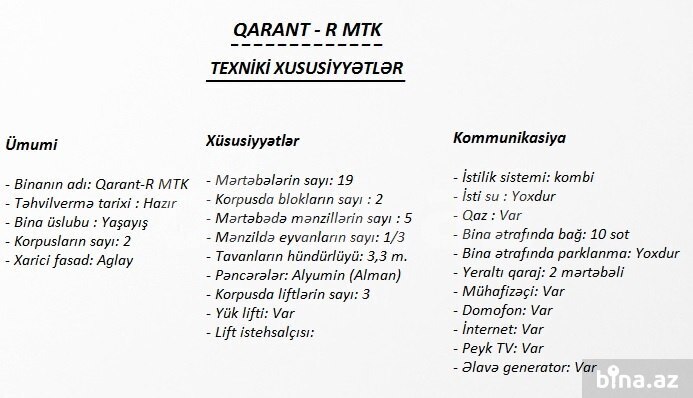 QARANT - R MTK
TEXNİKİ XUSUSİYYƏTLƏR
Ümumi
- Binanın adı: Qarant-R MTK
- Təhvilvermə tarixi : Hazır
- Bina üslubu : Yaşayış
- Korpusların sayı: 2
- Xarici fasad: Aglay
Xüsusiyyətlər
- Mərtəbələrin sayı: 19
- Korpusda blokların sayı : 2
- Mərtəbədə mənzillərin sayı : 5
- Mənzildə eyvanların sayı: 1/3
- Tavanların hündürlüyü: 3,3 m.
- Pəncərələr: Alyumin (Alman)
- Korpusda liftlərin sayı: 3
- Yük lifti: Var
- Lift istehsalçısı:
Kommunikasiya
- İstilik sistemi: kombi
- İsti su : Yoxdur
- Qaz : Var
- Bina ətrafında bağ: 10 sot
- Bina ətrafında parklanma: Yoxdur
- Yeraltı qaraj: 2 mərtəbəli
- Mühafizəçi: Var
- Domofon: Var
- İnternet: Var
- Peyk TV: Var
- Əlavə generator: Var
bina.az